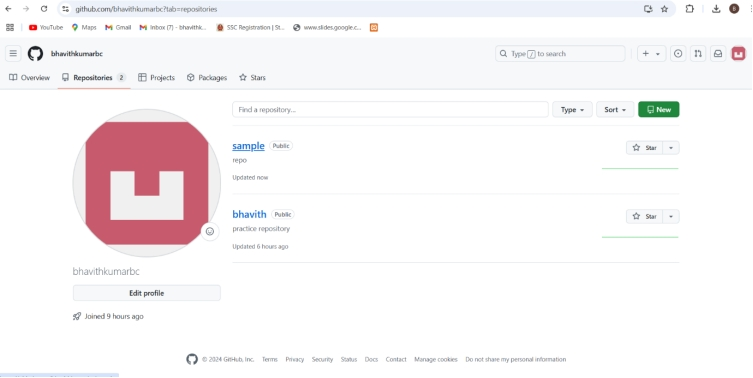 github.com/bhavithkumarbc?tab=repositories
YouTube Maps Gmail Inbox (7) - bhavithk... SSC Registration | St... www.slides.google.c...
bhavithkumarbc
Type / to search
Overview Repositories 2 Projects Packages Stars
Find a repository...
Type Sort New
sample Public
Star
repo
Updated now
bhavith Public
Star
practice repository
Updated 6 hours ago
bhavithkumarbc
Edit profile
Joined 9 hours ago
© 2024 GitHub, Inc. Terms Privacy Security Status Docs Contact Manage cookies Do not share my personal information